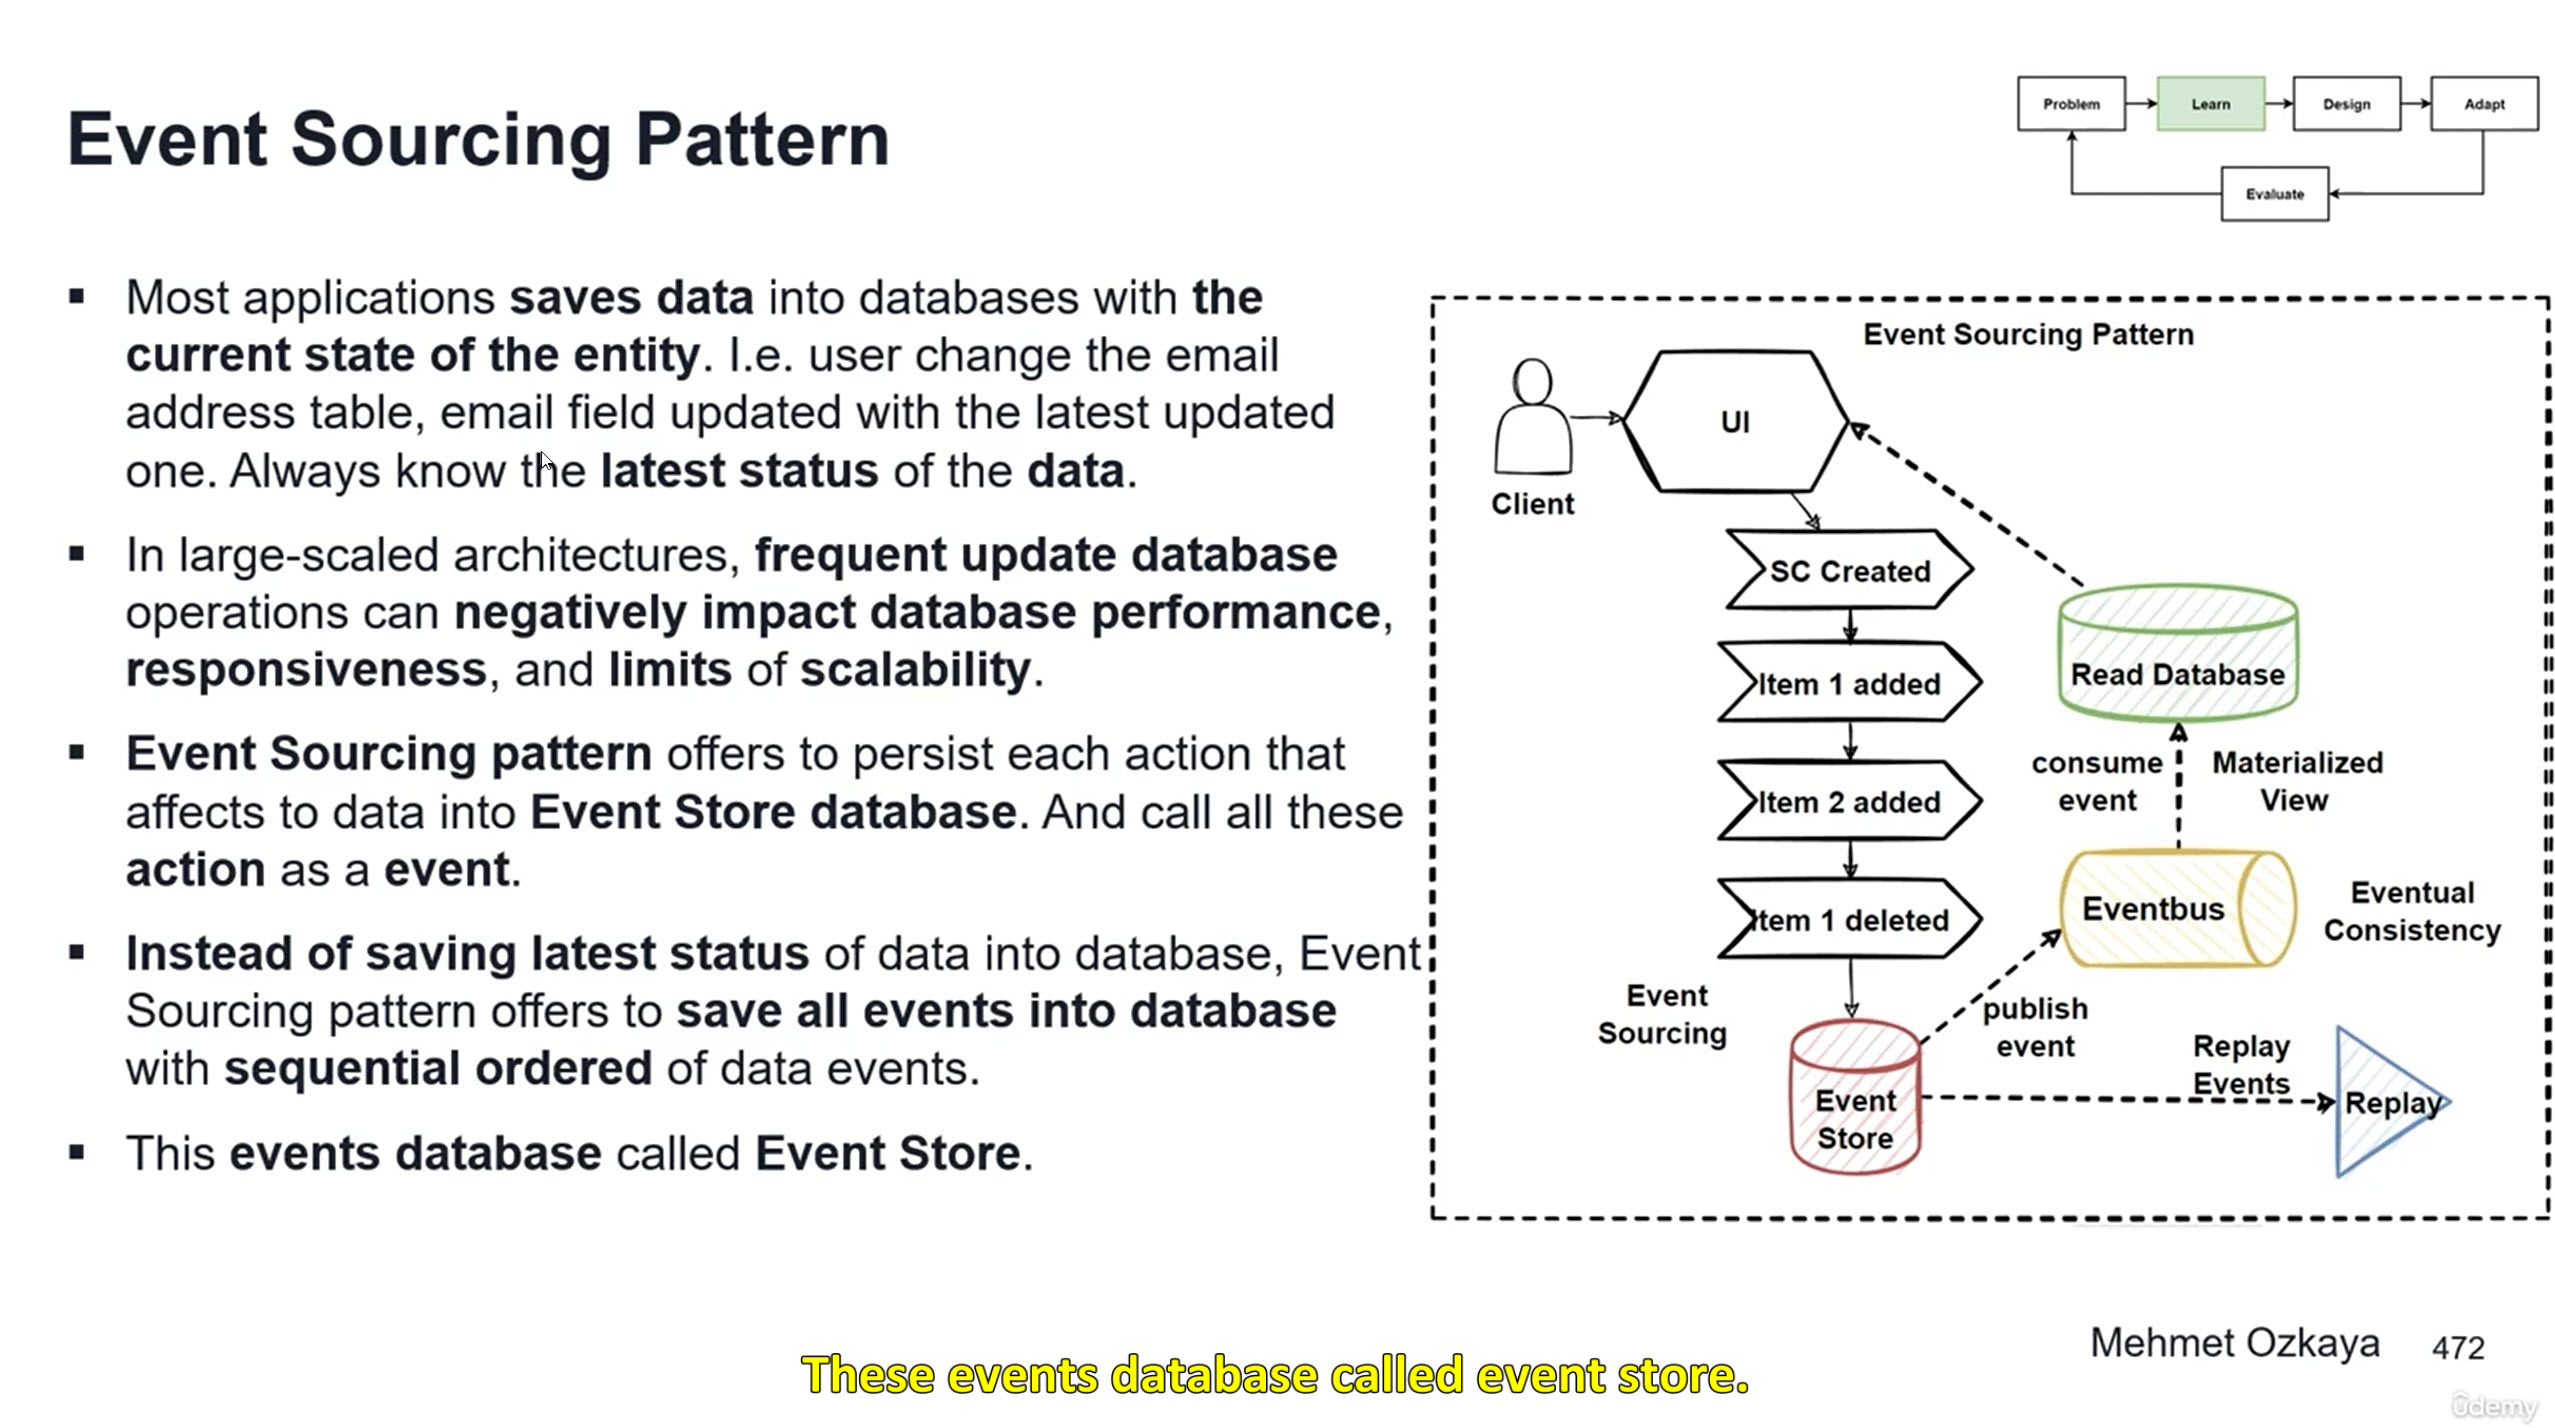 Event Sourcing Pattern
Problem
Learn
Design
Adapt
Evaluate
▪ Most applications saves data into databases with the
current state of the entity. I.e. user change the email
address table, email field updated with the latest updated
one. Always know the latest status of the data.
▪ In large-scaled architectures, frequent update database
operations can negatively impact database performance,
responsiveness, and limits of scalability.
▪ Event Sourcing pattern offers to persist each action that
affects to data into Event Store database. And call all these
action as a event.
▪ Instead of saving latest status of data into database, Event
Sourcing pattern offers to save all events into database
with sequential ordered of data events.
▪ This events database called Event Store.
Event Sourcing Pattern
UI
Client
SC Created
Item 1 added
Item 2 added
Item 1 deleted
Event
Sourcing
Event
Store
publish
event
Replay
Events
Replay
Eventbus
Eventual
Consistency
consume
event
Materialized
View
Read Database
Mehmet Ozkaya
472
These events database called event store.
ûdemy